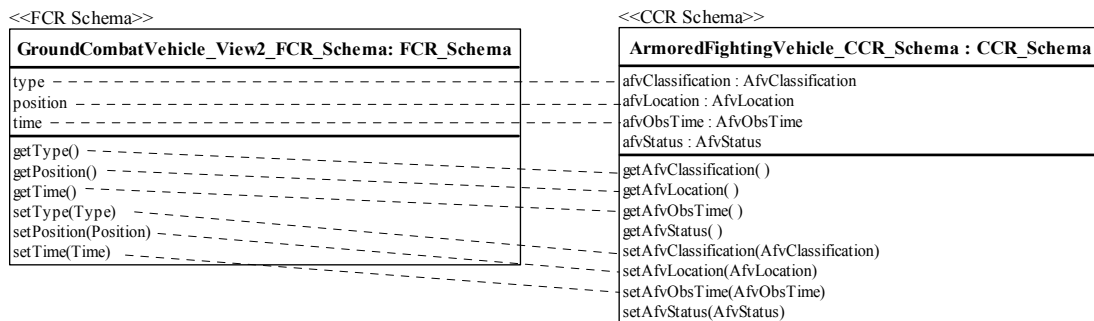 <<FCR Schema>>
GroundCombatVehicle_View2_FCR_Schema: FCR_Schema
type
position
time
getType()
getPosition()
getTime()
setType(Type)
setPosition(Position)
setTime(Time)
<<CCR Schema>>
ArmoredFightingVehicle_CCR_Schema : CCR_Schema
afvClassification : AfvClassification
afvLocation : AfvLocation
afvObsTime : AfvObsTime
afvStatus : AfvStatus
getAfvClassification( )
getAfvLocation( )
getAfvObsTime( )
getAfvStatus( )
setAfvClassification(AfvClassification)
setAfvLocation(AfvLocation)
setAfvObsTime(AfvObsTime)
setAfvStatus(AfvStatus)